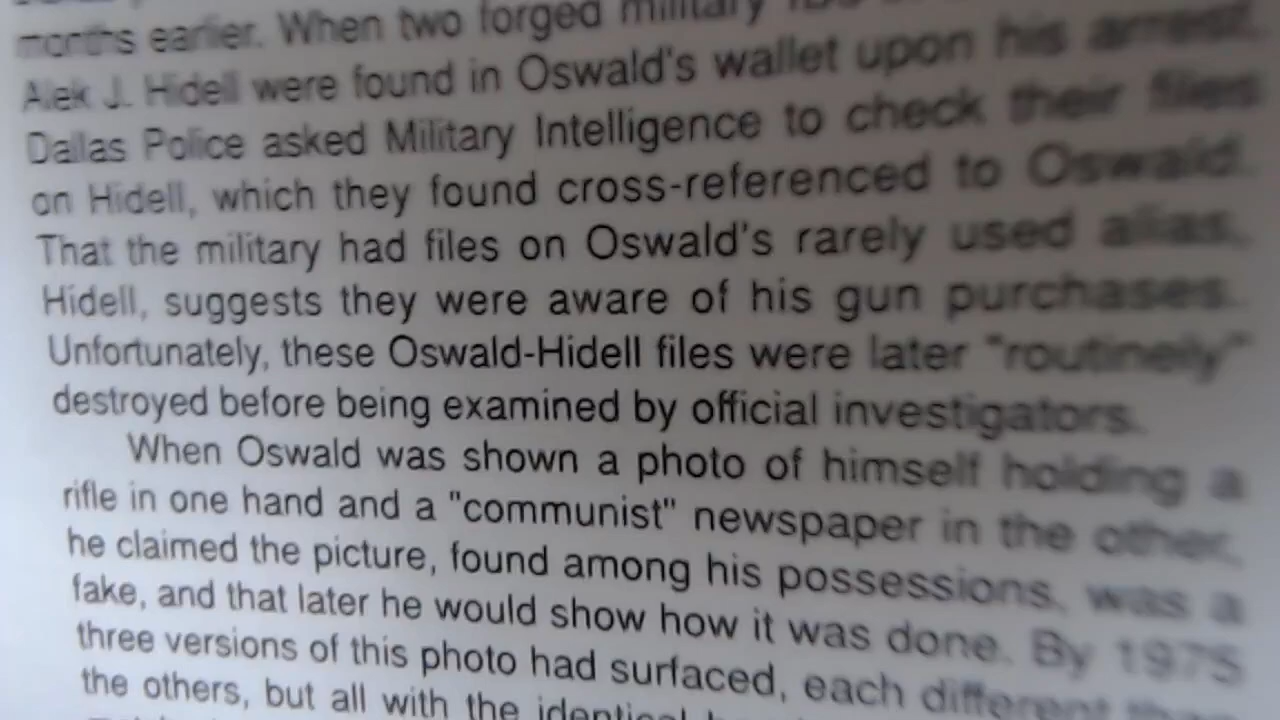 months earlier. When two forged military
Alek J. Hidell were found in Oswald's wallet upon his arrest,
Dallas Police asked Military Intelligence to check their files
on Hidell, which they found cross-referenced to Oswald.
That the military had files on Oswald's rarely used alias,
Hidell, suggests they were aware of his gun purchases.
Unfortunately, these Oswald-Hidell files were later "routinely"
destroyed before being examined by official investigators.
When Oswald was shown a photo of himself holding a
rifle in one hand and a "communist" newspaper in the other,
he claimed the picture, found among his possessions, was a
fake, and that later he would show how it was done. By 1975
three versions of this photo had surfaced, each different than
the others, but all with the identical